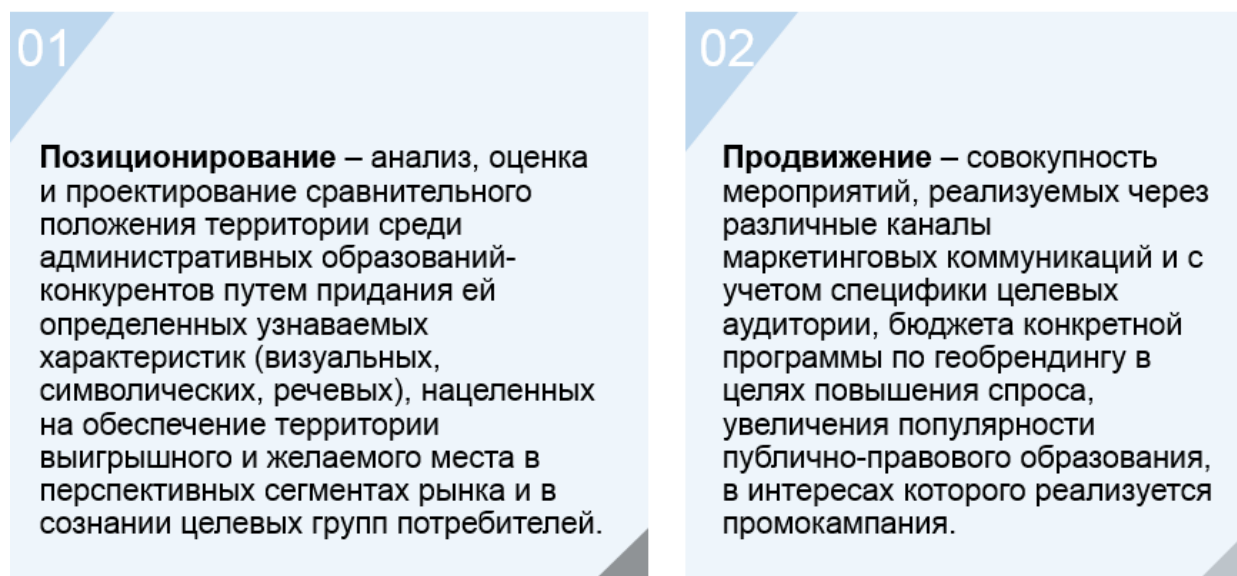 01
Позиционирование – анализ, оценка
и проектирование сравнительного
положения территории среди
административных образований-
конкурентов путем придания ей
определенных узнаваемых
характеристик (визуальных,
символических, речевых), нацеленных
на обеспечение территории
выигрышного и желаемого места в
перспективных сегментах рынка и в
сознании целевых групп потребителей.
02
Продвижение – совокупность
мероприятий, реализуемых через
различные каналы
маркетинговых коммуникаций и с
учетом специфики целевых
аудитории, бюджета конкретной
программы по геобрендингу в
целях повышения спроса,
увеличения популярности
публично-правового образования,
в интересах которого реализуется
промокампания.